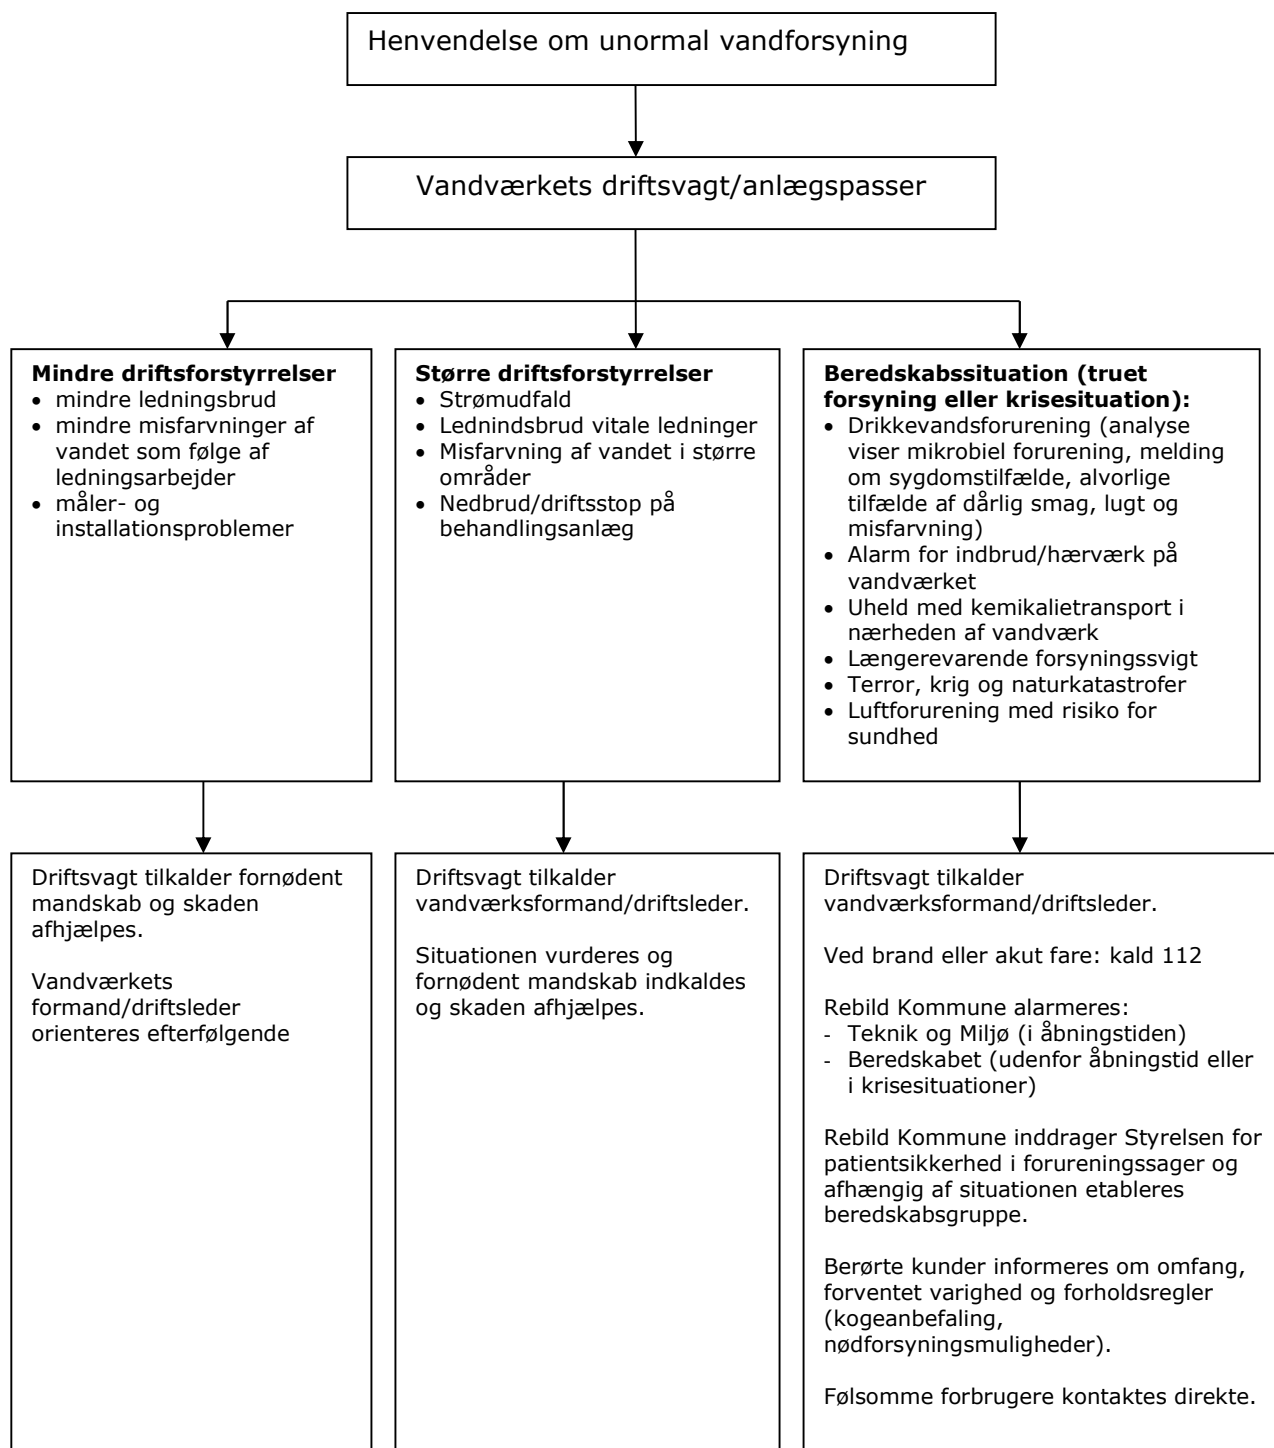 Henvendelse om unormal vandforsyning
Vandværkets driftsvagt/anlægspasser
Mindre driftsforstyrrelser
• mindre ledningsbrud
• mindre misfarvninger af
vandet som følge af
ledningsarbejder
• måler- og
installationsproblemer
Større driftsforstyrrelser
• Strømudfald
• Lednindsbrud vitale ledninger
• Misfarvning af vandet i større
områder
• Nedbrud/driftsstop på
behandlingsanlæg
Beredskabssituation (truet
forsyning eller krisesituation):
• Drikkevandsforurening (analyse
viser mikrobiel forurening, melding
om sygdomstilfælde, alvorlige
tilfælde af dårlig smag, lugt og
misfarvning)
• Alarm for indbrud/hærværk på
vandværket
• Uheld med kemikalietransport i
nærheden af vandværk
• Længerevarende forsyningssvigt
• Terror, krig og naturkatastrofer
• Luftforurening med risiko for
sundhed
Driftsvagt tilkalder fornødent
mandskab og skaden
afhjælpes.
Vandværkets
formand/driftsleder
orienteres efterfølgende
Driftsvagt tilkalder
vandværksformand/driftsleder.
Situationen vurderes og
fornødent mandskab indkaldes
og skaden afhjælpes.
Driftsvagt tilkalder
vandværksformand/driftsleder.
Ved brand eller akut fare: kald 112
Rebild Kommune alarmeres:
- Teknik og Miljø (i åbningstiden)
- Beredskabet (udenfor åbningstid eller
i krisesituationer)
Rebild Kommune inddrager Styrelsen for
patientsikkerhed i forureningssager og
afhængig af situationen etableres
beredskabsgruppe.
Berørte kunder informeres om omfang,
forventet varighed og forholdsregler
(kogeanbefaling,
nødforsyningsmuligheder).
Følsomme forbrugere kontaktes direkte.